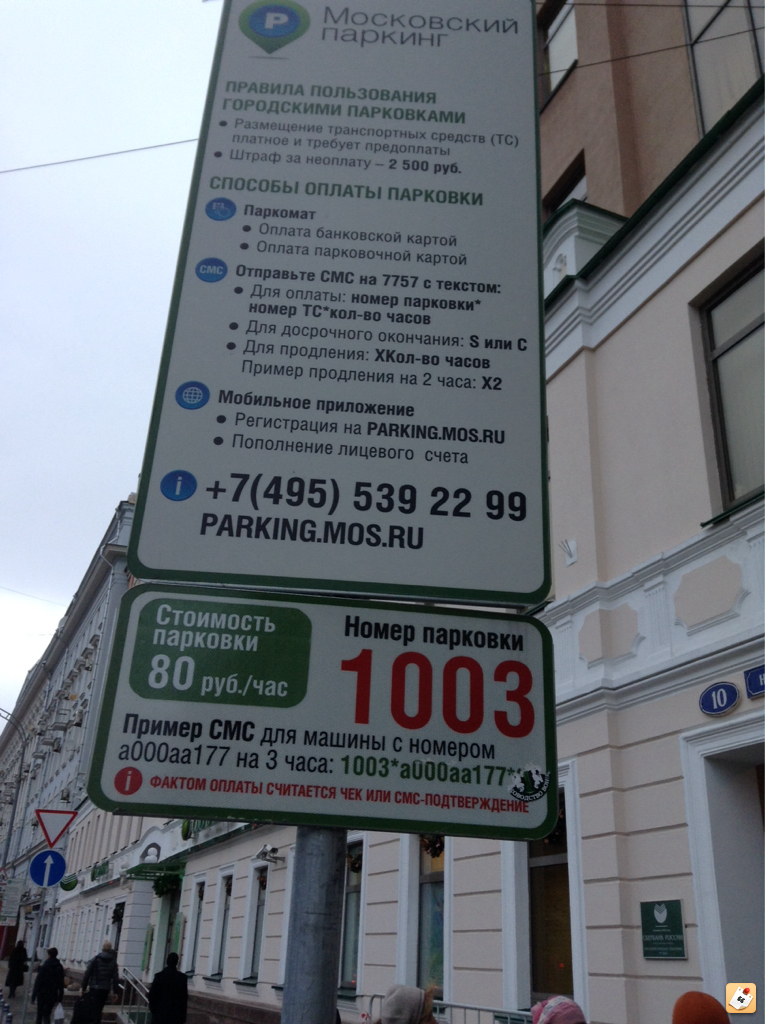 P Московский
паркинг
ПРАВИЛА ПОЛЬЗОВАНИЯ
ГОРОДСКИМИ ПАРКОВКАМИ
• Размещение транспортных средств (ТС)
платное и требует предоплаты
• Штраф за неоплату – 2 500 руб.
СПОСОБЫ ОПЛАТЫ ПАРКОВКИ
Паркомат
• Оплата банковской картой
• Оплата парковочной картой
СМС Отправьте СМС на 7757 с текстом:
• Для оплаты: номер парковки*
номер ТС*кол-во часов
• Для досрочного окончания: S или С
• Для продления: ХКол-во часов
Пример продления на 2 часа: Х2
Мобильное приложение
• Регистрация на PARKING.MOS.RU
• Пополнение лицевого счета
i +7(495) 539 22 99
PARKING.MOS.RU
Стоимость
парковки
80 руб./час
Номер парковки
1003
Пример СМС для машины с номером
а000аа177 на 3 часа: 1003*а000аа177*
i ФАКТОМ ОПЛАТЫ СЧИТАЕТСЯ ЧЕК ИЛИ СМС-ПОДТВЕРЖДЕНИЕ
10
СБЕРБАНК РОССИИ